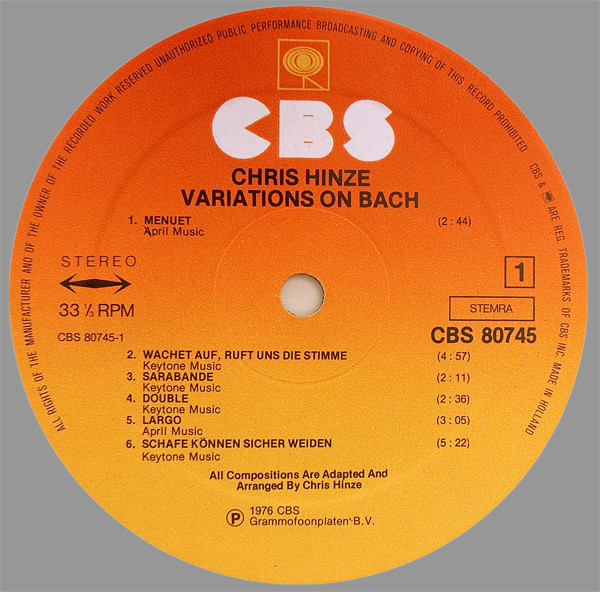 ALL RIGHTS OF THE MANUFACTURER AND OF THE OWNER OF THE RECORDED WORK RESERVED UNAUTHORIZED PUBLIC PERFORMANCE BROADCASTING AND COPYING OF THIS RECORD PROHIBITED
CBS & ARE REG. TRADEMARKS OF CBS INC. MADE IN HOLLAND
CBS
CHRIS HINZE
VARIATIONS ON BACH
1. MENUET (2 : 44)
April Music
STEREO
1
33 ⅓ RPM
STEMRA
CBS 80745-1
CBS 80745
2. WACHET AUF, RUFT UNS DIE STIMME (4 : 57)
Keytone Music
3. SARABANDE (2 : 11)
Keytone Music
4. DOUBLE (2 : 36)
Keytone Music
5. LARGO (3 : 05)
April Music
6. SCHAFE KÖNNEN SICHER WEIDEN (5 : 22)
Keytone Music
All Compositions Are Adapted And
Arranged By Chris Hinze
℗ 1976 CBS
Grammofoonplaten B.V.